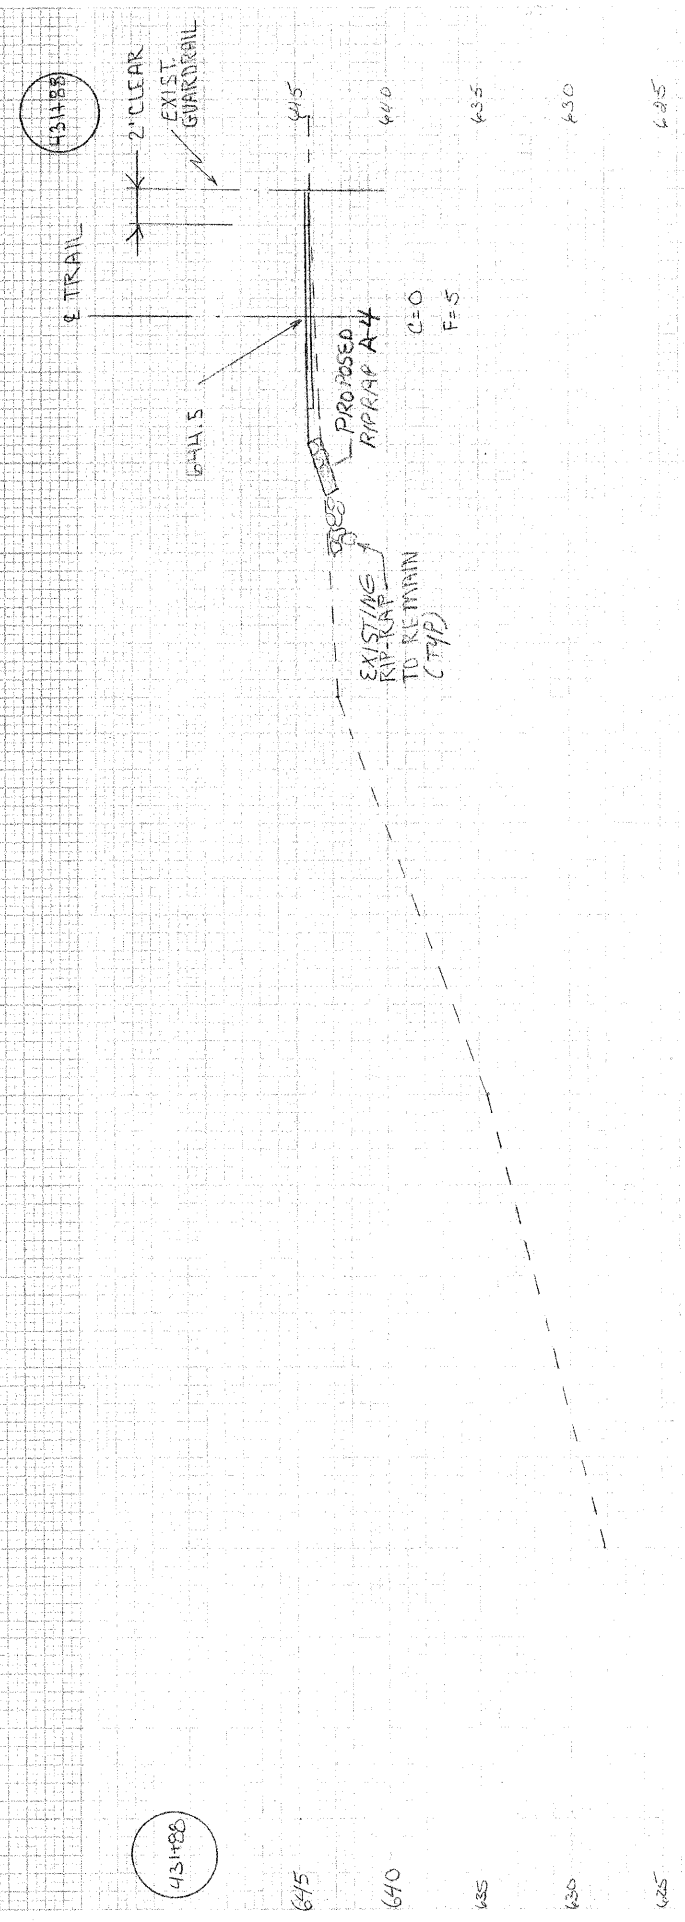 431+88
℄ TRAIL
2' CLEAR
EXIST.
GUARDRAIL
644.5
PROPOSED
RIPRAP A-4
C=0
F=5
EXISTING
RIP-RAP
TO REMAIN
(TYP)
645
640
635
630
625
431+88
645
640
635
630
625